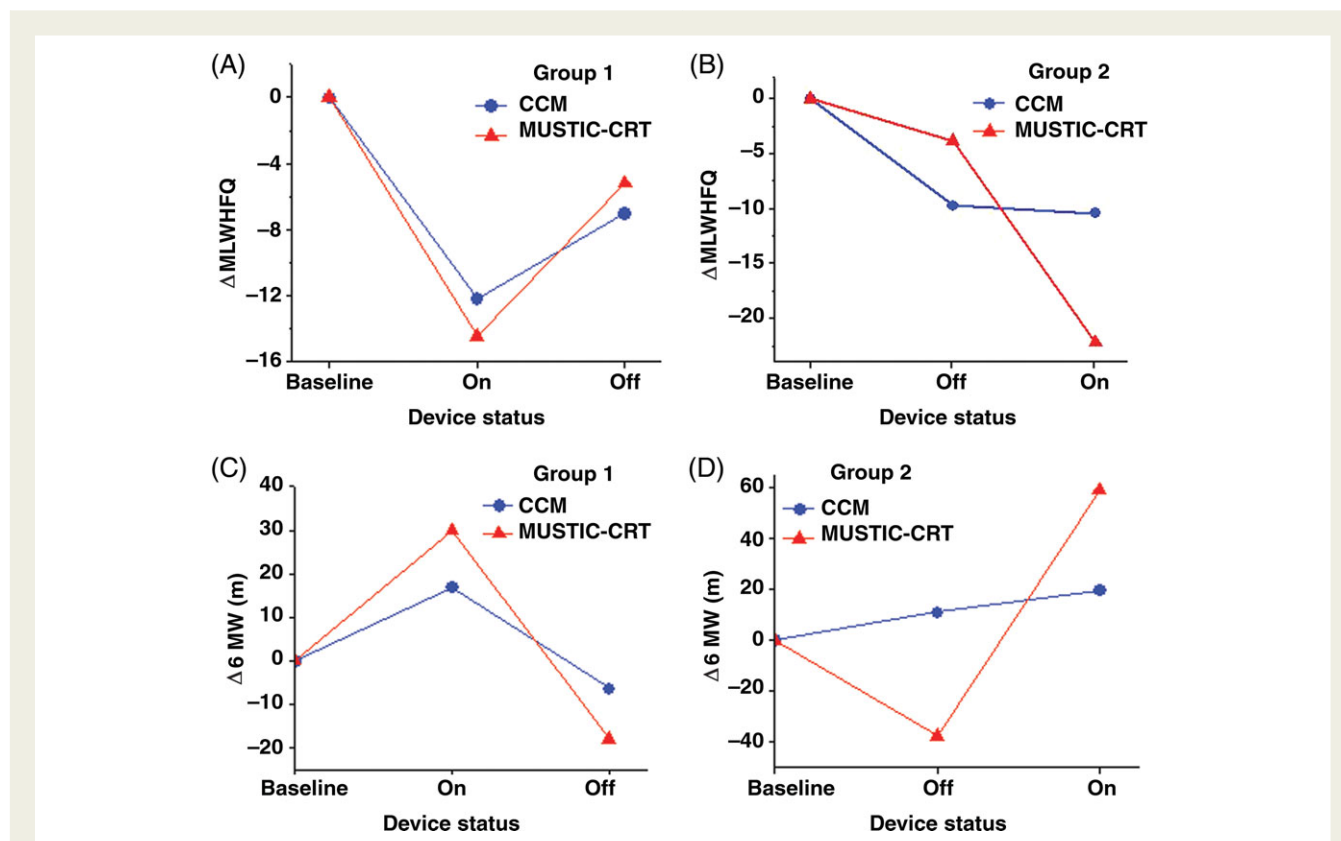 (A)
Group 1
CCM
MUSTIC-CRT
ΔMLWHFQ
0
−4
−8
−12
−16
Baseline On Off
Device status
(B)
Group 2
CCM
MUSTIC-CRT
ΔMLWHFQ
0
−5
−10
−15
−20
Baseline Off On
Device status
(C)
Group 1
CCM
MUSTIC-CRT
Δ6 MW (m)
40
30
20
10
0
−10
−20
Baseline On Off
Device status
(D)
Group 2
CCM
MUSTIC-CRT
Δ6 MW (m)
60
40
20
0
−20
−40
Baseline Off On
Device status